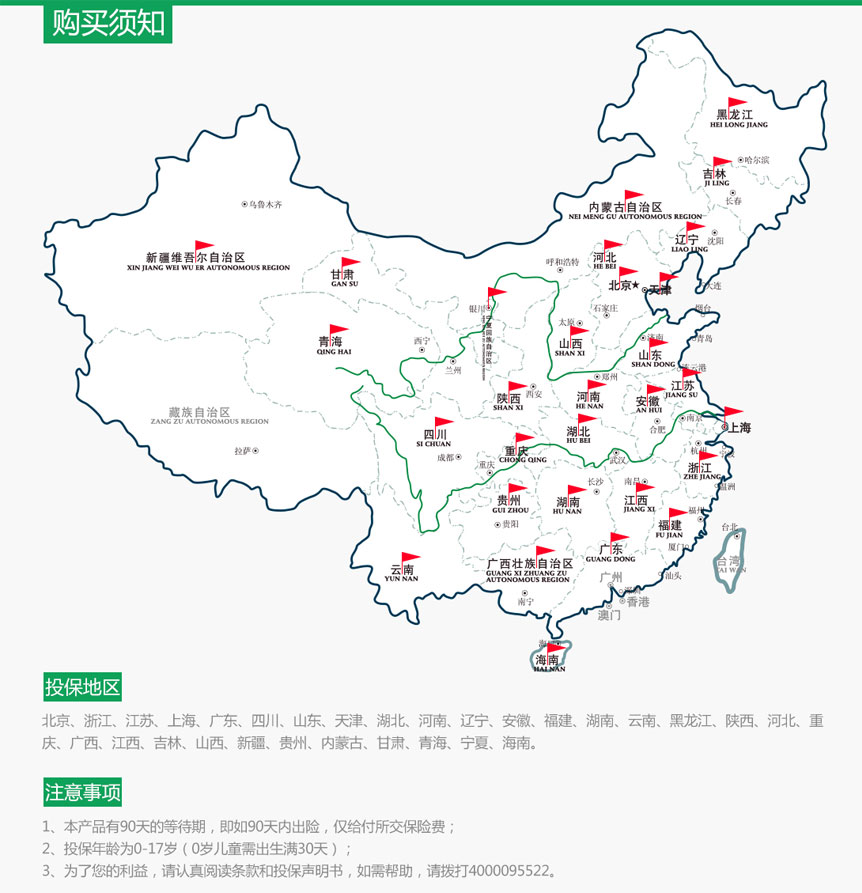 购买须知
黑龙江
HEI LONG JIANG
哈尔滨
吉林
JI LING
长春
内蒙古自治区
NEI MENG GU AUTONOMOUS REGION
乌鲁木齐
辽宁
LIAO LING
沈阳
新疆维吾尔自治区
XIN JIANG WEI WU ER AUTONOMOUS REGION
甘肃
GAN SU
呼和浩特
河北
HE BEI
北京★
天津
大连
银川
宁夏回族自治区
石家庄
烟台
太原
青海
QING HAI
西宁
山西
SHAN XI
济南
青岛
山东
SHAN DONG
兰州
连云港
郑州
陕西
SHAN XI
西安
河南
HE NAN
安徽
AN HUI
江苏
JIANG SU
藏族自治区
ZANG ZU AUTONOMOUS REGION
四川
SI CHUAN
湖北
HU BEI
合肥
南京
上海
拉萨
成都
重庆
CHONG QING
重庆
武汉
杭州
宁波
浙江
ZHE JIANG
贵州
GUI ZHOU
贵阳
湖南
HU NAN
长沙
南昌
江西
JIANG XI
温洲
福建
FU JIAN
福州
台北
云南
YUN NAN
广西壮族自治区
GUANG XI ZHUANG ZU
AUTONOMOUS REGION
广东
GUANG DONG
厦门
台湾
TAI WAN
广州
汕头
南宁
深圳
香港
澳门
海南
HAI NAN
投保地区
北京、浙江、江苏、上海、广东、四川、山东、天津、湖北、河南、辽宁、安徽、福建、湖南、云南、黑龙江、陕西、河北、重
庆、广西、江西、吉林、山西、新疆、贵州、内蒙古、甘肃、青海、宁夏、海南。
注意事项
1、本产品有90天的等待期，即如90天内出险，仅给付所交保险费；
2、投保年龄为0-17岁（0岁儿童需出生满30天）；
3、为了您的利益，请认真阅读条款和投保声明书，如需帮助，请拨打4000095522。